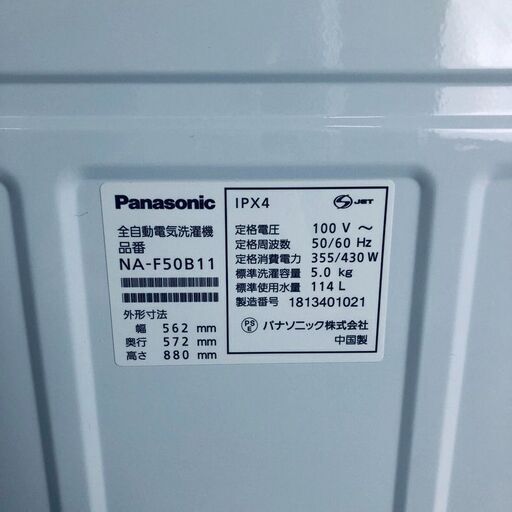 Panasonic
全自動電気洗濯機
品番
NA-F50B11
外形寸法
幅 562 mm
奥行 572 mm
高さ 880 mm
IPX4
S JET
定格電圧 100 V ~
定格周波数 50/60 Hz
定格消費電力 355/430 W
標準洗濯容量 5.0 kg
標準使用水量 114 L
製造番号 1813401021
PS E パナソニック株式会社
中国製